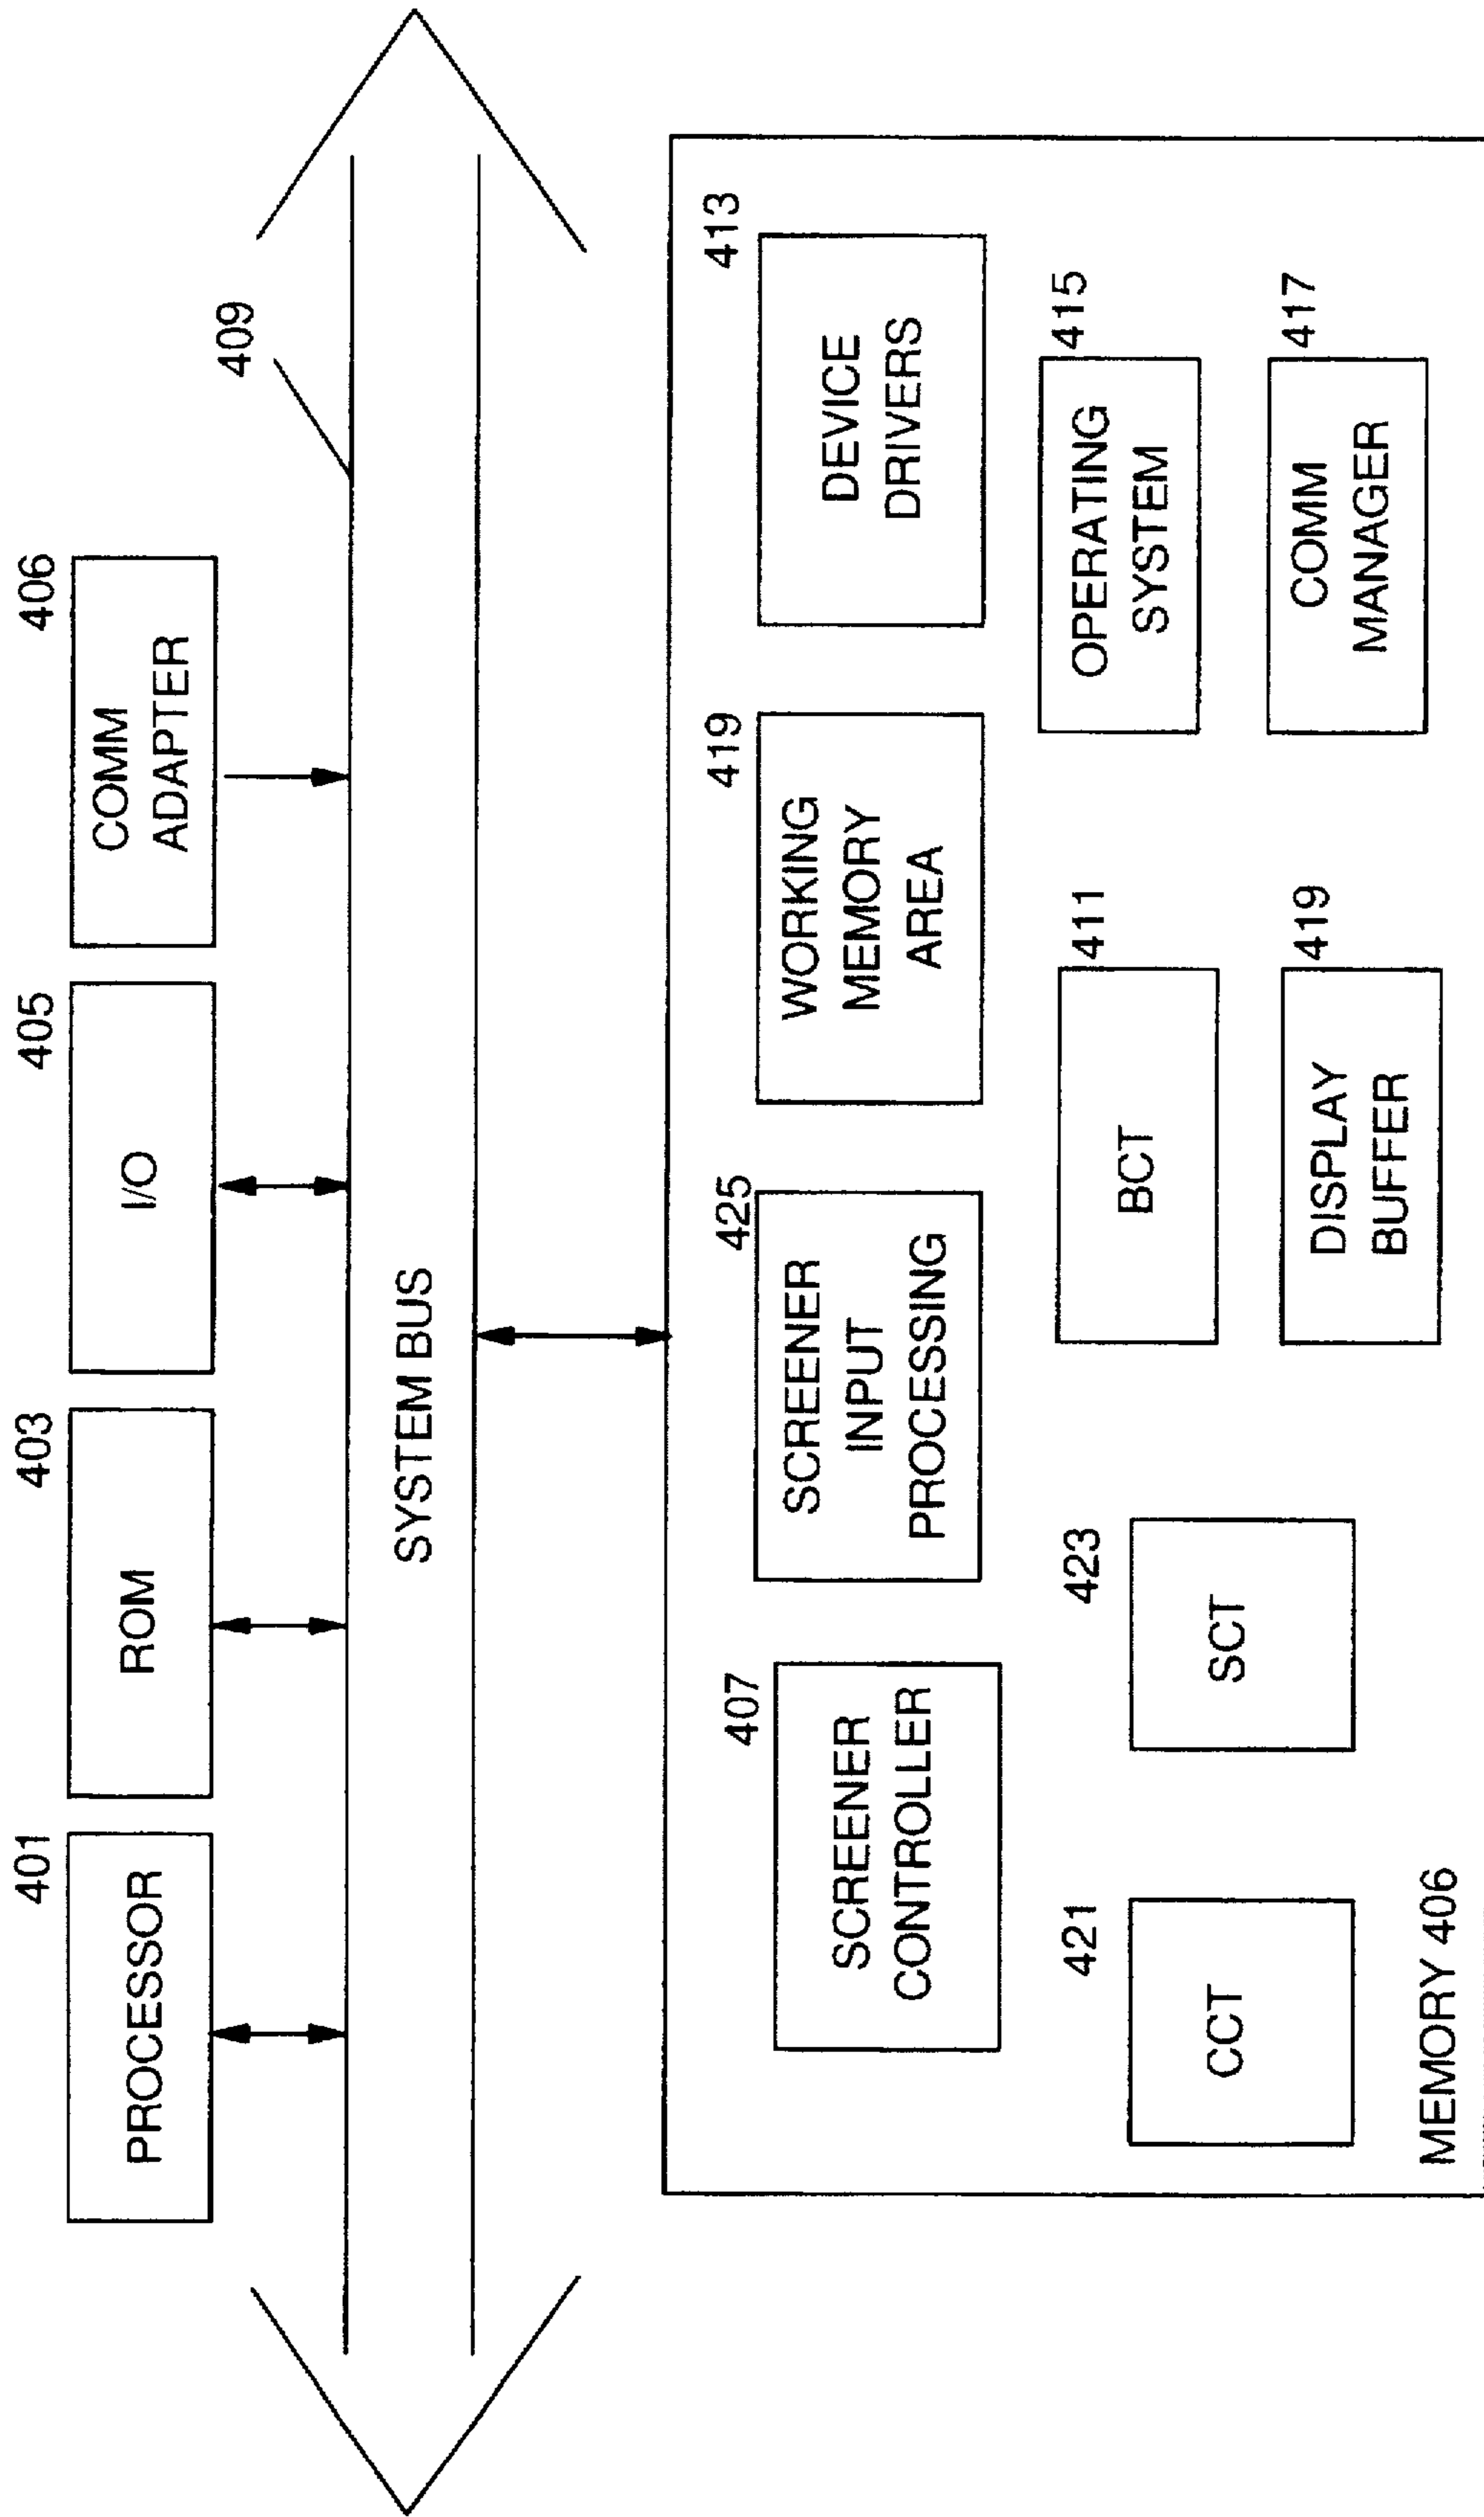 401
PROCESSOR
403
ROM
405
I/O
406
COMM
ADAPTER
409
SYSTEM BUS
407
SCREENER
CONTROLLER
425
SCREENER
INPUT
PROCESSING
419
WORKING
MEMORY
AREA
413
DEVICE
DRIVERS
421
CCT
423
SCT
411
BCT
415
OPERATING
SYSTEM
419
DISPLAY
BUFFER
417
COMM
MANAGER
MEMORY 406